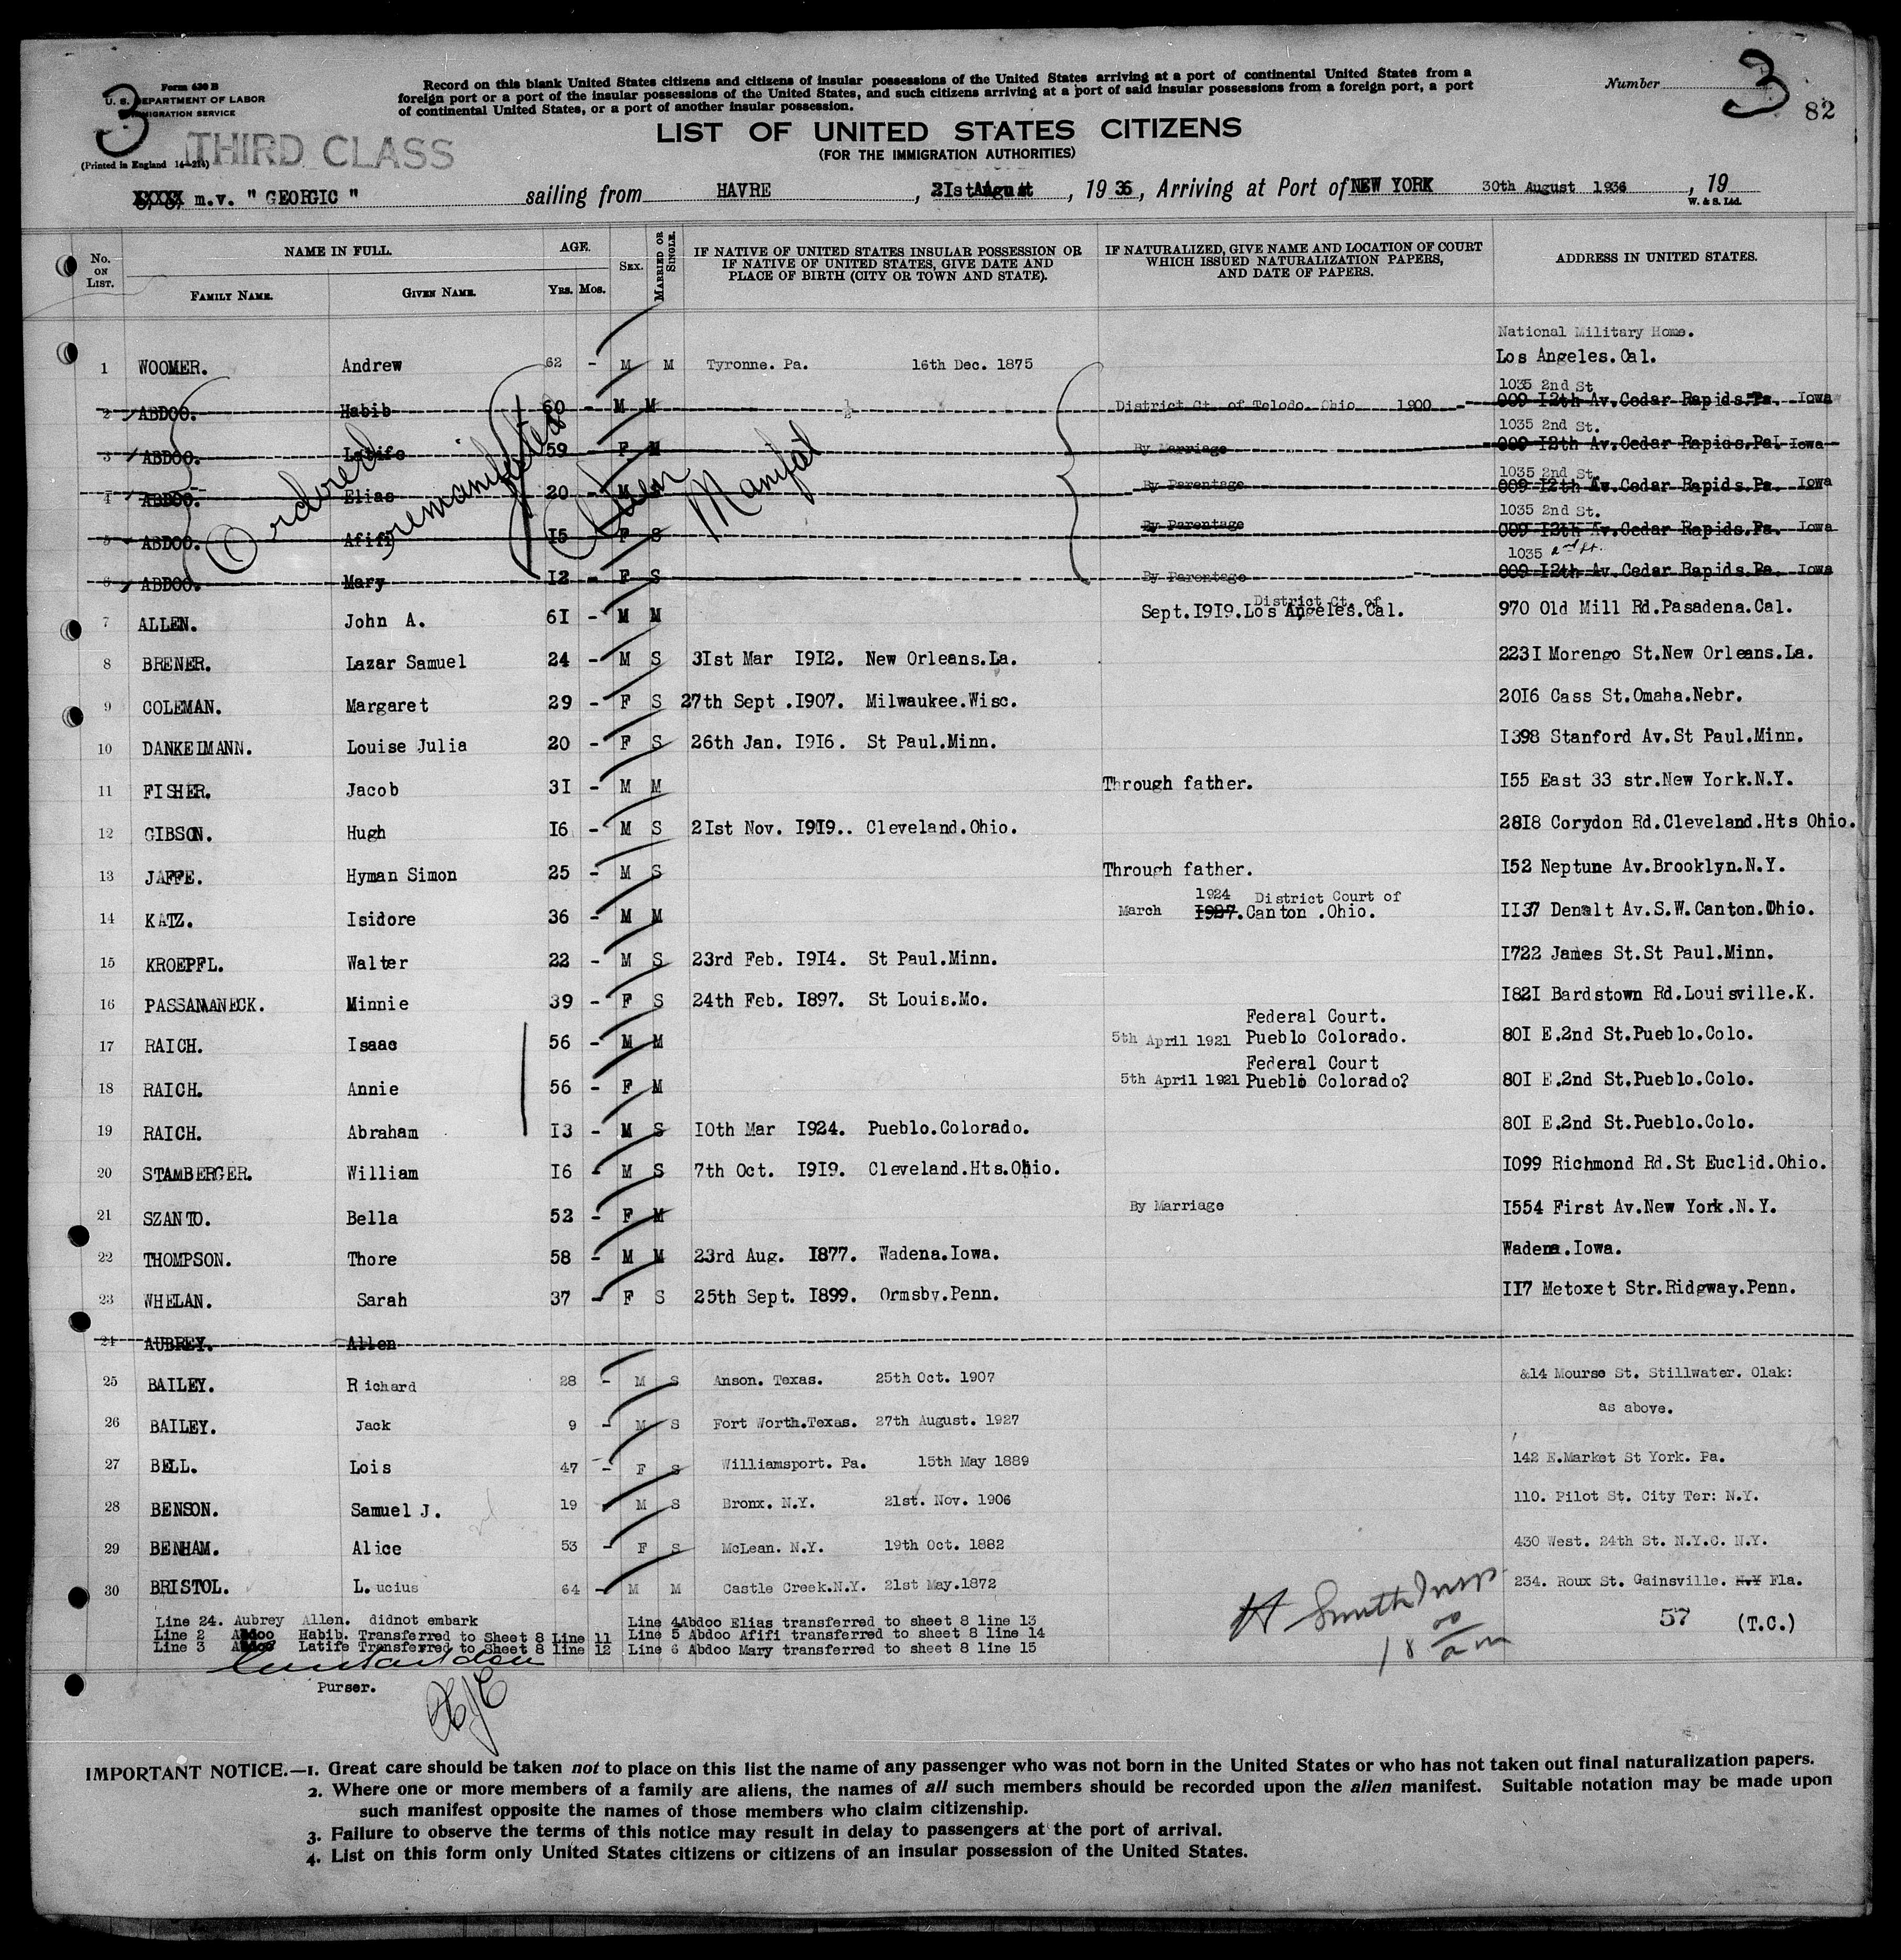 3
Form 630 B
U. S. DEPARTMENT OF LABOR
IMMIGRATION SERVICE
(Printed in England 14-214)
THIRD CLASS
Record on this blank United States citizens and citizens of insular possessions of the United States arriving at a port of continental United States from a
foreign port or a port of the insular possessions of the United States, and such citizens arriving at a port of said insular possessions from a foreign port, a port
of continental United States, or a port of another insular possession.
Number 3
82
LIST OF UNITED STATES CITIZENS
(FOR THE IMMIGRATION AUTHORITIES)
XXXXX m.v. " GEORGIC " sailing from HAVRE, 21st August, 1936, Arriving at Port of NEW YORK 30th August 1936, 19
W. & S. Ltd.
No. ON LIST. NAME IN FULL. AGE. SEX. MARRIED OR SINGLE. IF NATIVE OF UNITED STATES INSULAR POSSESSION OR IF NATIVE OF UNITED STATES, GIVE DATE AND PLACE OF BIRTH (CITY OR TOWN AND STATE). IF NATURALIZED, GIVE NAME AND LOCATION OF COURT WHICH ISSUED NATURALIZATION PAPERS, AND DATE OF PAPERS. ADDRESS IN UNITED STATES.
FAMILY NAME. GIVEN NAME. YRS. MOS.
National Military Home.
1 WOOMER. Andrew 62 - M M Tyronne. Pa. 16th Dec. 1875 Los Angeles.Cal.
1035 2nd St
2 ABDOO. Habib 60 - M M District Ct. of Toledo Ohio 1900 009 12th Av.Cedar Rapids.Pa. Iowa
1035 2nd St.
3 ABDOO. Latife 59 - F M By Marriage 009 12th Av.Cedar Rapids.Pa. Iowa
1035 2nd St.
4 ABDOO. Elias 20 - M S By Parentage 009 12th Av.Cedar Rapids.Pa. Iowa
1035 2nd St.
5 ABDOO. Afifi 15 - F S By Parentage 009 12th Av.Cedar Rapids.Pa. Iowa
1035 2nd St.
6 ABDOO. Mary 12 - F S By Parentage 009 12th Av.Cedar Rapids.Pa. Iowa
Ordered remanifested Alien Manifest
District Ct. of
7 ALLEN. John A. 61 - M M Sept.1919.Los Angeles.Cal. 970 Old Mill Rd.Pasadena.Cal.
8 BRENER. Lazar Samuel 24 - M S 31st Mar 1912. New Orleans.La. 2231 Morengo St.New Orleans.La.
9 COLEMAN. Margaret 29 - F S 27th Sept .1907. Milwaukee.Wisc. 2016 Cass St.Omaha.Nebr.
10 DANKEIMANN. Louise Julia 20 - F S 26th Jan. 1916. St Paul.Minn. 1398 Stanford Av.St Paul.Minn.
11 FISHER. Jacob 31 - M M Through father. 155 East 33 str.New York.N.Y.
12 GIBSON. Hugh 16 - M S 21st Nov. 1919.. Cleveland.Ohio. 2818 Corydon Rd.Cleveland.Hts Ohio.
13 JAFFE. Hyman Simon 25 - M S Through father. 152 Neptune Av.Brooklyn.N.Y.
1924 District Court of
14 KATZ. Isidore 36 - M M March 1927.Canton .Ohio. 1137 Denalt Av.S.W.Canton.Ohio.
15 KROEPFL. Walter 22 - M S 23rd Feb. 1914. St Paul.Minn. 1722 James St.St Paul.Minn.
16 PASSAMANECK. Minnie 39 - F S 24th Feb. 1897. St Louis.Mo. 1821 Bardstown Rd.Louisville.K.
Federal Court.
17 RAICH. Isaac 56 - M M 5th April 1921 Pueblo Colorado. 801 E.2nd St.Pueblo.Colo.
Federal Court
18 RAICH. Annie 56 - F M 5th April 1921 Pueblo Colorado? 801 E.2nd St.Pueblo.Colo.
19 RAICH. Abraham 13 - M S 10th Mar 1924. Pueblo.Colorado. 801 E.2nd St.Pueblo.Colo.
20 STAMBERGER. William 16 - M S 7th Oct. 1919. Cleveland.Hts.Ohio. 1099 Richmond Rd.St Euclid.Ohio.
21 SZANTO. Bella 52 - F M By Marriage 1554 First Av.New York.N.Y.
22 THOMPSON. Thore 58 - M M 23rd Aug. 1877. Wadena.Iowa. Wadena.Iowa.
23 WHELAN. Sarah 37 - F S 25th Sept. 1899. Ormsby.Penn. 117 Metoxet Str.Ridgway.Penn.
24 AUBREY. Allen
25 BAILEY. Richard 28 - M S Anson. Texas. 25th Oct. 1907 &14 Mourse St. Stillwater. Olak:
26 BAILEY. Jack 9 - M S Fort Worth.Texas. 27th August. 1927 as above.
27 BELL. Lois 47 - F S Williamsport. Pa. 15th May 1889 142 E.Market St York. Pa.
28 BENSON. Samuel J. 19 - M S Bronx. N.Y. 21st. Nov. 1906 110. Pilot St. City Ter: N.Y.
29 BENHAM. Alice 53 - F S McLean. N.Y. 19th Oct. 1882 430 West. 24th St. N.Y.C. N.Y.
30 BRISTOL. L.ucius 64 - M M Castle Creek.N.Y. 21st May.1872 234. Roux St. Gainsville. N.Y Fla.
Line 24. Aubrey Allen. didnot embark Line 4 Abdoo Elias transferred to sheet 8 line 13
Line 2 Abdoo Habib. Transferred to Sheet 8 Line 11 Line 5 Abdoo Afifi transferred to sheet 8 line 14
Line 3 Abdoo Latife Transferred to Sheet 8 line 12 Line 6 Abdoo Mary transferred to sheet 8 line 15
Smith Insp
57 (T.C.)
Purser.
IMPORTANT NOTICE.—1. Great care should be taken not to place on this list the name of any passenger who was not born in the United States or who has not taken out final naturalization papers.
2. Where one or more members of a family are aliens, the names of all such members should be recorded upon the alien manifest. Suitable notation may be made upon
such manifest opposite the names of those members who claim citizenship.
3. Failure to observe the terms of this notice may result in delay to passengers at the port of arrival.
4. List on this form only United States citizens or citizens of an insular possession of the United States.